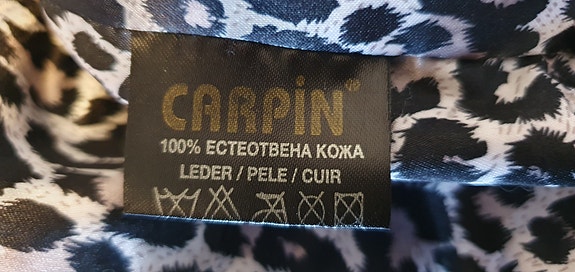 CARPiN®
100% ЕСТЕОТВЕНА КОЖА
LEDER / PELE / CUIR